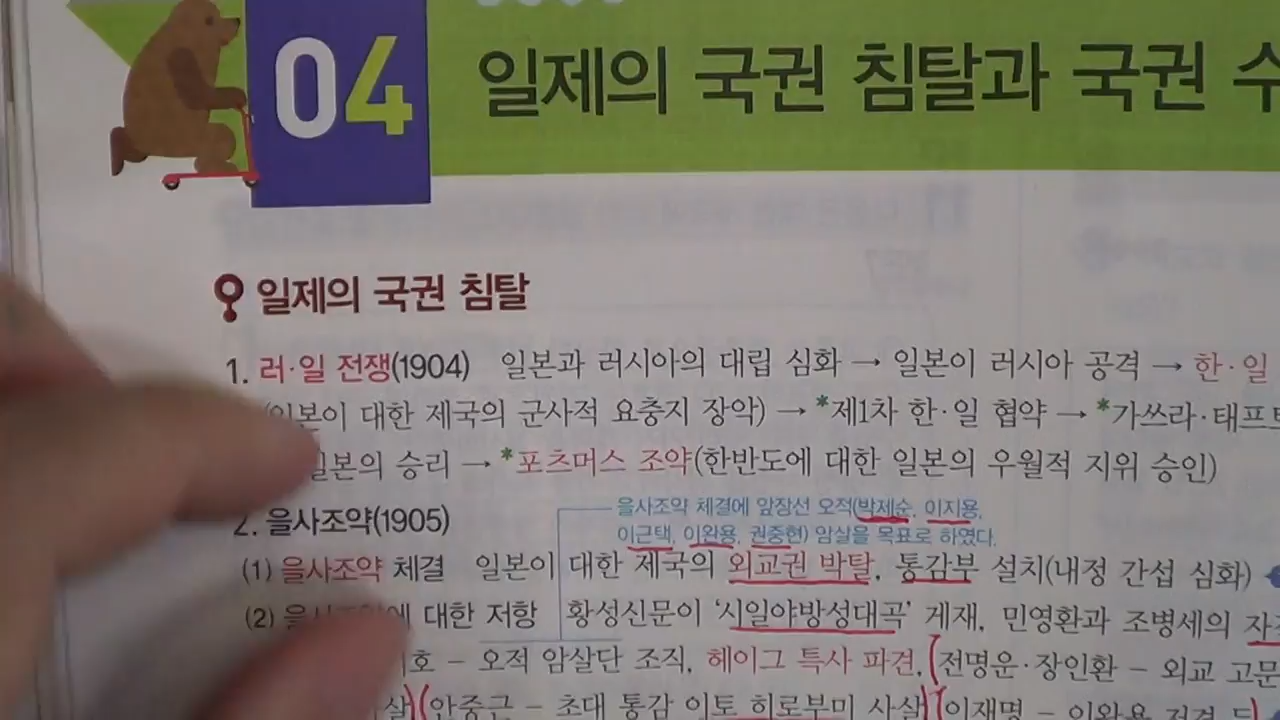 04
일제의 국권 침탈과 국권 수
일제의 국권 침탈
1. 러·일 전쟁(1904) 일본과 러시아의 대립 심화 → 일본이 러시아 공격 → 한·일
(일본이 대한 제국의 군사적 요충지 장악) → *제1차 한·일 협약 → *가쓰라·태프트
일본의 승리 → *포츠머스 조약(한반도에 대한 일본의 우월적 지위 승인)
2. 을사조약(1905)
을사조약 체결에 앞장선 오적(박제순, 이지용,
이근택, 이완용, 권중현) 암살을 목표로 하였다.
(1) 을사조약 체결 일본이 대한 제국의 외교권 박탈, 통감부 설치(내정 간섭 심화)
(2) 을사조약에 대한 저항 황성신문이 '시일야방성대곡' 게재, 민영환과 조병세의
호 – 오적 암살단 조직, 헤이그 특사 파견, 전명운·장인환 – 외교 고문
안중근 – 초대 통감 이토 히로부미 사살 이재명 – 이완용